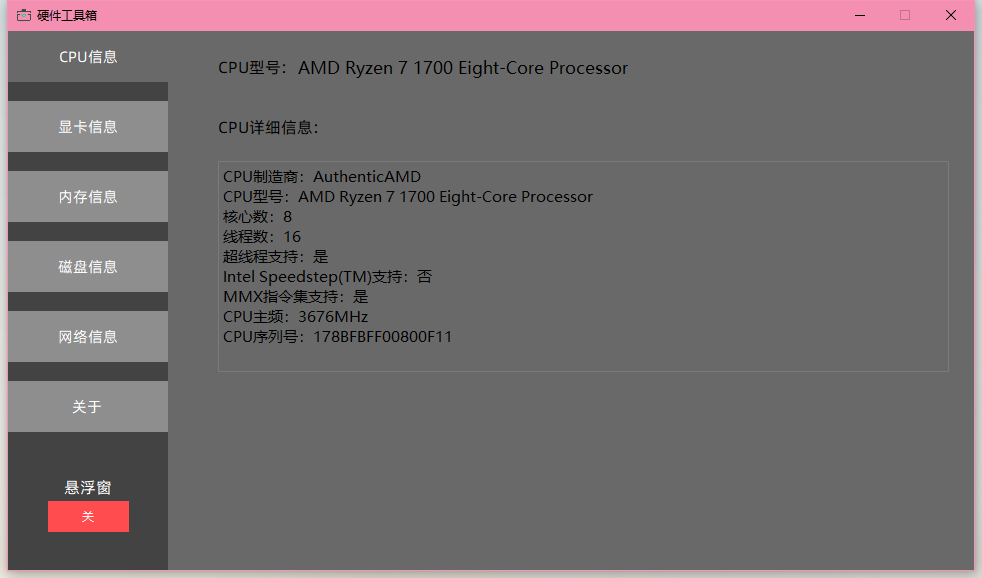 硬件工具箱
CPU信息
显卡信息
内存信息
磁盘信息
网络信息
关于
悬浮窗
关
CPU型号：AMD Ryzen 7 1700 Eight-Core Processor
CPU详细信息：
CPU制造商：AuthenticAMD
CPU型号：AMD Ryzen 7 1700 Eight-Core Processor
核心数：8
线程数：16
超线程支持：是
Intel Speedstep(TM)支持：否
MMX指令集支持：是
CPU主频：3676MHz
CPU序列号：178BFBFF00800F11